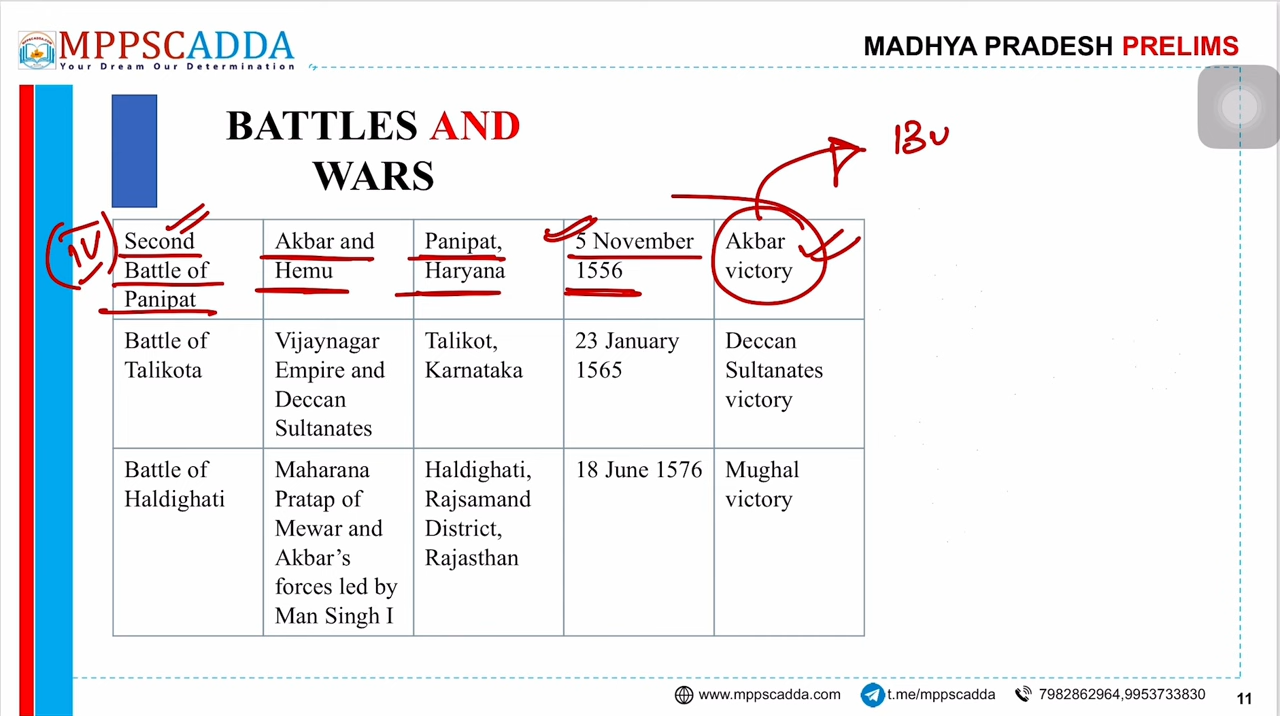 MPPSCADDA
Your Dream Our Determination
MADHYA PRADESH PRELIMS
BATTLES AND
WARS
IV
Second
Battle of
Panipat
Akbar and
Hemu
Panipat,
Haryana
5 November
1556
Akbar
victory
Battle of
Talikota
Vijaynagar
Empire and
Deccan
Sultanates
Talikot,
Karnataka
23 January
1565
Deccan
Sultanates
victory
Battle of
Haldighati
Maharana
Pratap of
Mewar and
Akbar’s
forces led by
Man Singh I
Haldighati,
Rajsamand
District,
Rajasthan
18 June 1576
Mughal
victory
www.mppscadda.com
t.me/mppscadda
7982862964,9953733830
11